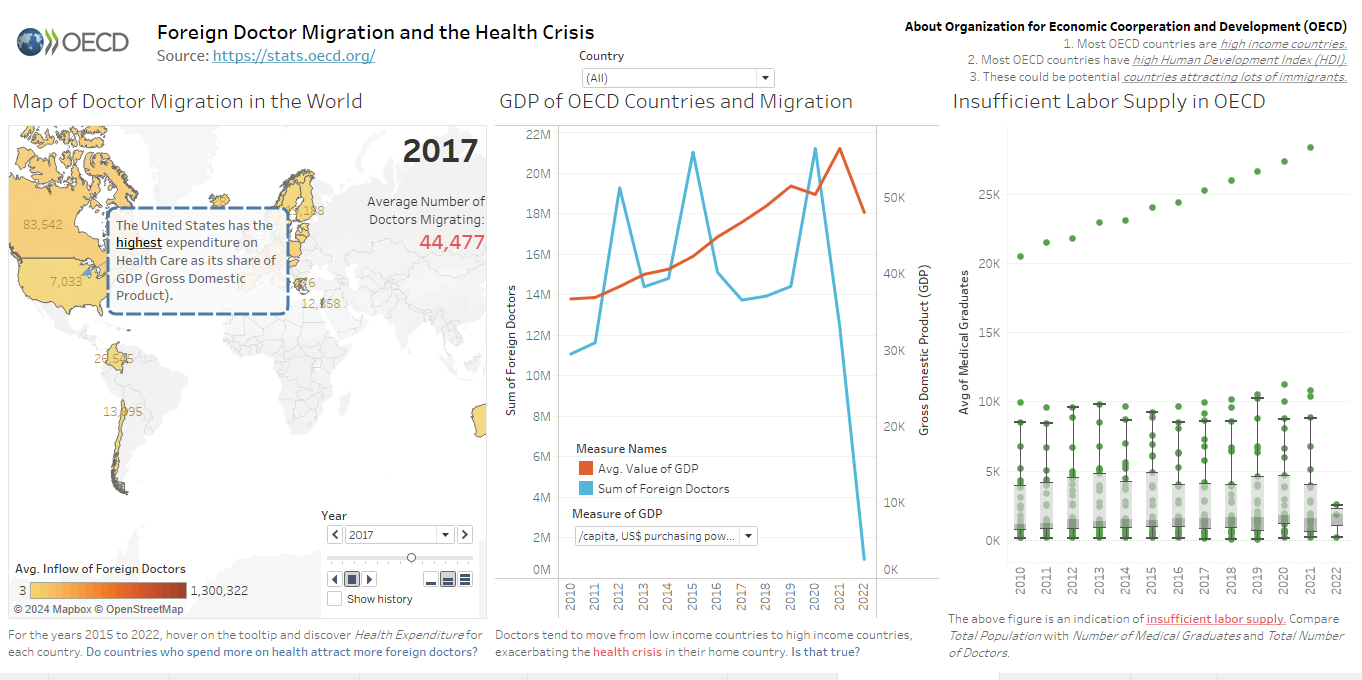 OECD
Foreign Doctor Migration and the Health Crisis
Source: https://stats.oecd.org/
About Organization for Economic Coorperation and Development (OECD)
1. Most OECD countries are high income countries.
2. Most OECD countries have high Human Development Index (HDI).
3. These could be potential countries attracting lots of immigrants.
Country
(All)
Map of Doctor Migration in the World
2017
Average Number of
Doctors Migrating:
44,477
83,542
7,033
The United States has the
highest expenditure on
Health Care as its share of
GDP (Gross Domestic
Product).
12,858
26,545
13,895
Year
2017
Show history
Avg. Inflow of Foreign Doctors
3
1,300,322
© 2024 Mapbox © OpenStreetMap
For the years 2015 to 2022, hover on the tooltip and discover Health Expenditure for
each country. Do countries who spend more on health attract more foreign doctors?
GDP of OECD Countries and Migration
Sum of Foreign Doctors
22M
20M
18M
16M
14M
12M
10M
8M
6M
4M
2M
0M
Gross Domestic Product (GDP)
50K
40K
30K
20K
10K
0K
Measure Names
Avg. Value of GDP
Sum of Foreign Doctors
Measure of GDP
/capita, US$ purchasing pow...
2010 2011 2012 2013 2014 2015 2016 2017 2018 2019 2020 2021 2022
Doctors tend to move from low income countries to high income countries,
exacerbating the health crisis in their home country. Is that true?
Insufficient Labor Supply in OECD
Avg of Medical Graduates
25K
20K
15K
10K
5K
0K
2010 2011 2012 2013 2014 2015 2016 2017 2018 2019 2020 2021 2022
The above figure is an indication of insufficient labor supply. Compare
Total Population with Number of Medical Graduates and Total Number
of Doctors.